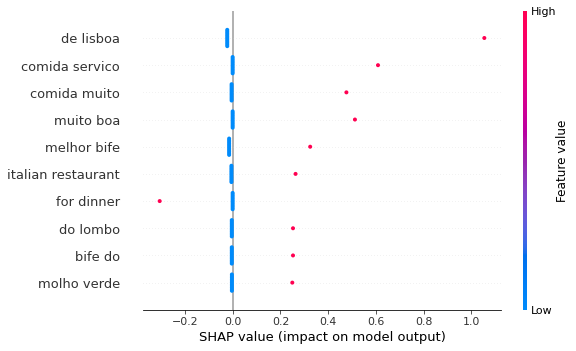 High
de lisboa
comida servico
comida muito
muito boa
melhor bife
italian restaurant
for dinner
do lombo
bife do
molho verde
Feature value
Low
−0.2 0.0 0.2 0.4 0.6 0.8 1.0
SHAP value (impact on model output)